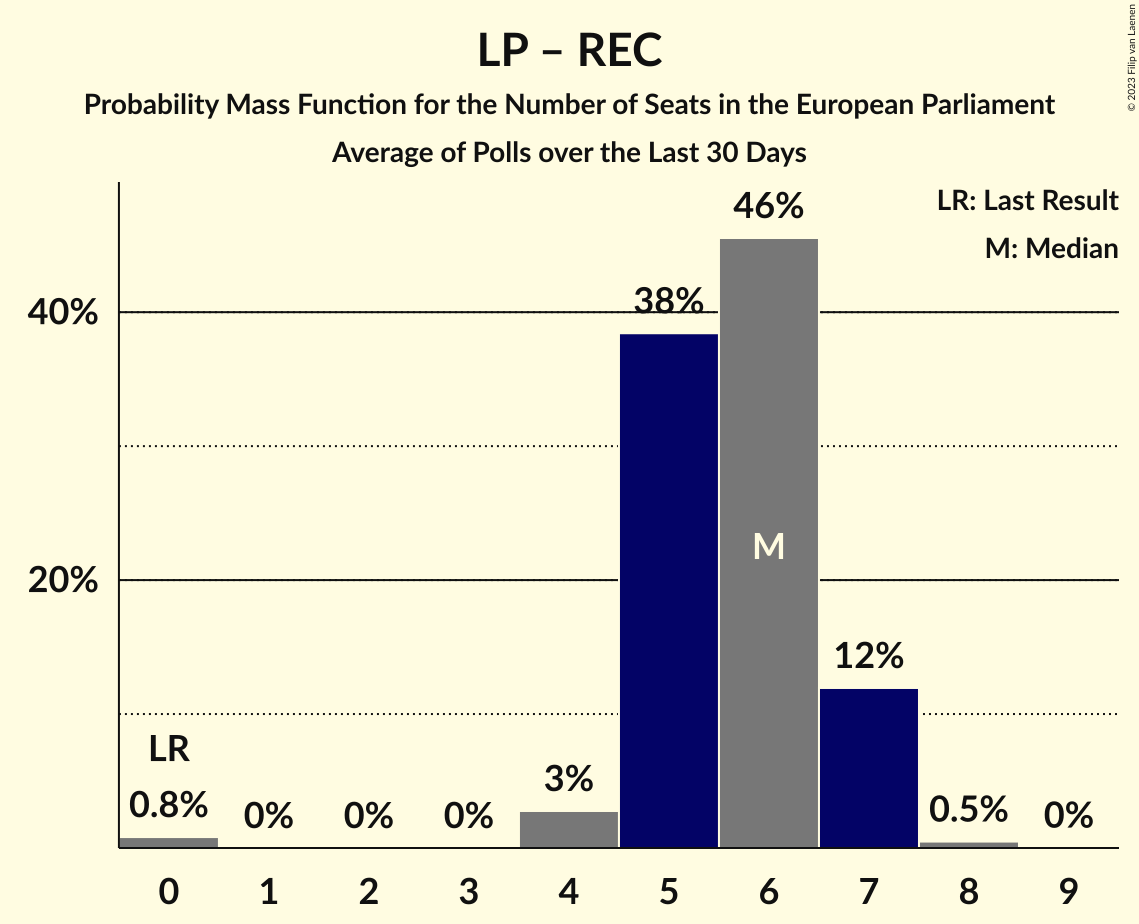 LP – REC
Probability Mass Function for the Number of Seats in the European Parliament
Average of Polls over the Last 30 Days
© 2023 Filip van Laenen
LR: Last Result
M: Median
40%
20%
LR
0.8%
0%
0%
0%
3%
38%
46%
M
12%
0.5%
0%
0 1 2 3 4 5 6 7 8 9